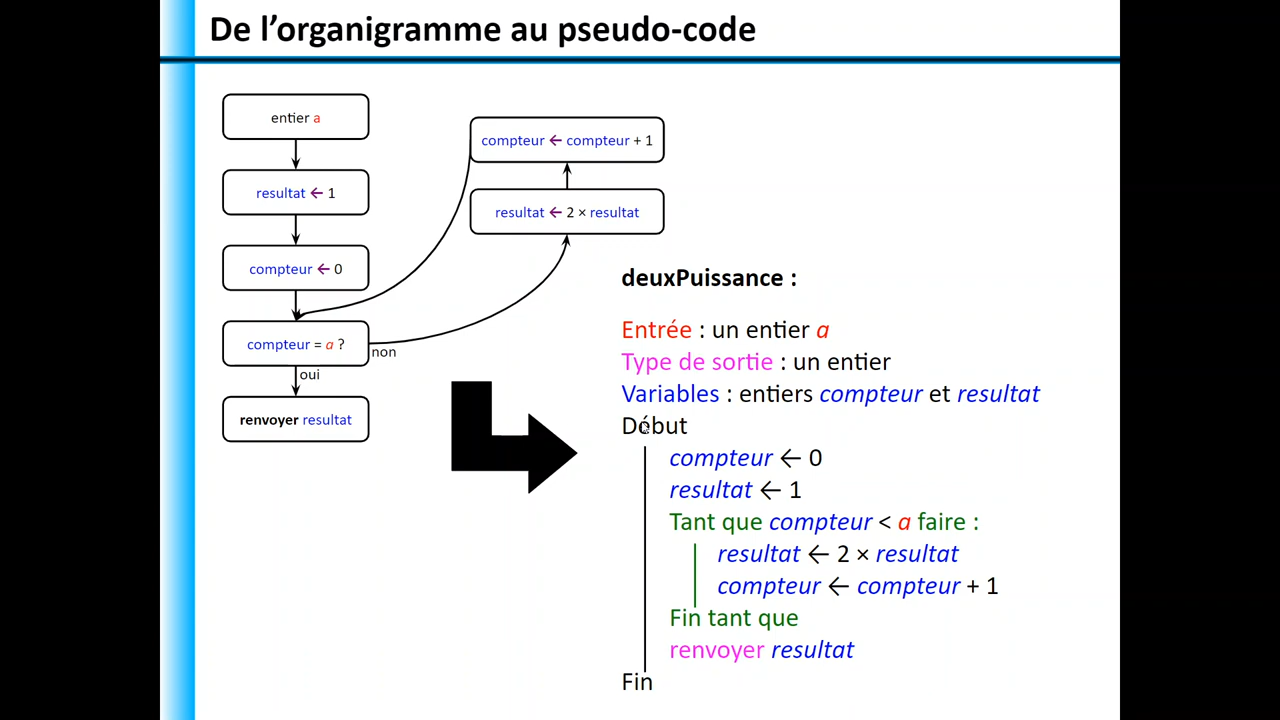 De l’organigramme au pseudo-code
entier a
resultat ← 1
compteur ← 0
compteur = a ?
non
oui
renvoyer resultat
compteur ← compteur + 1
resultat ← 2 × resultat
deuxPuissance :
Entrée : un entier a
Type de sortie : un entier
Variables : entiers compteur et resultat
Début
compteur ← 0
resultat ← 1
Tant que compteur < a faire :
resultat ← 2 × resultat
compteur ← compteur + 1
Fin tant que
renvoyer resultat
Fin